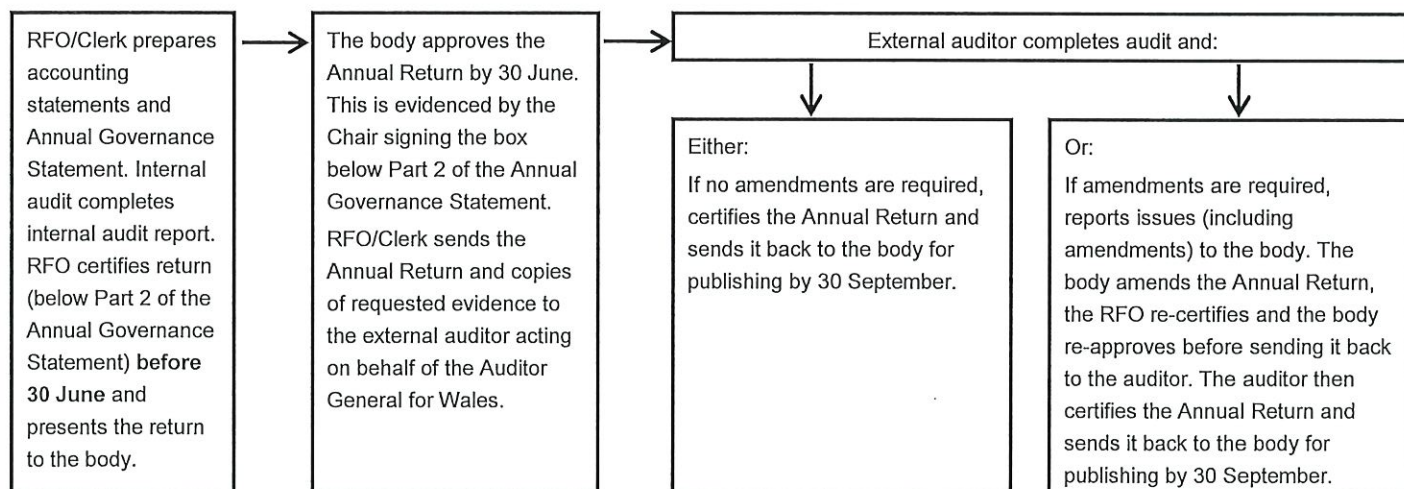 RFO/Clerk prepares
accounting
statements and
Annual Governance
Statement. Internal
audit completes
internal audit report.
RFO certifies return
(below Part 2 of the
Annual Governance
Statement) before
30 June and
presents the return
to the body.
The body approves the
Annual Return by 30 June.
This is evidenced by the
Chair signing the box
below Part 2 of the Annual
Governance Statement.
RFO/Clerk sends the
Annual Return and copies
of requested evidence to
the external auditor acting
on behalf of the Auditor
General for Wales.
External auditor completes audit and:
Either:
If no amendments are required,
certifies the Annual Return and
sends it back to the body for
publishing by 30 September.
Or:
If amendments are required,
reports issues (including
amendments) to the body. The
body amends the Annual Return,
the RFO re-certifies and the body
re-approves before sending it back
to the auditor. The auditor then
certifies the Annual Return and
sends it back to the body for
publishing by 30 September.